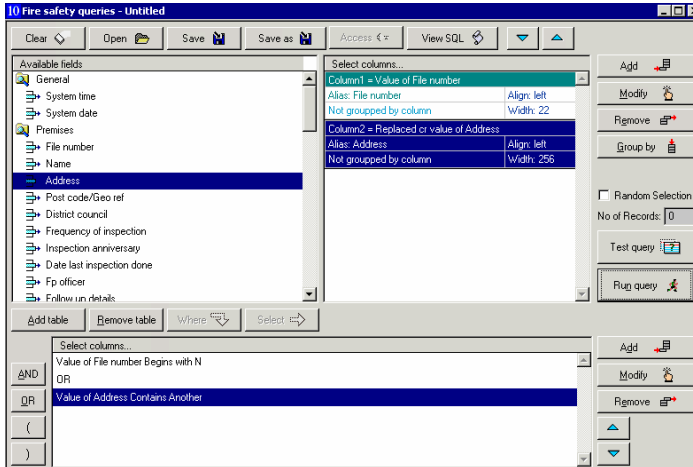 10 Fire safety queries - Untitled
Clear Open Save Save as Access View SQL
Available fields
General
System time
System date
Premises
File number
Name
Address
Post code/Geo ref
District council
Frequency of inspection
Inspection anniversary
Date last inspection done
Fp officer
Follow up details
Select columns...
Column1 = Value of File number
Alias: File number Align: left
Not groupped by column Width: 22
Column2 = Replaced cr value of Address
Alias: Address Align: left
Not groupped by column Width: 256
Add
Modify
Remove
Group by
Random Selection
No of Records: 0
Test query
Run query
Add table Remove table Where Select
Select columns...
Value of File number Begins with N
OR
Value of Address Contains Another
AND
OR
(
)
Add
Modify
Remove